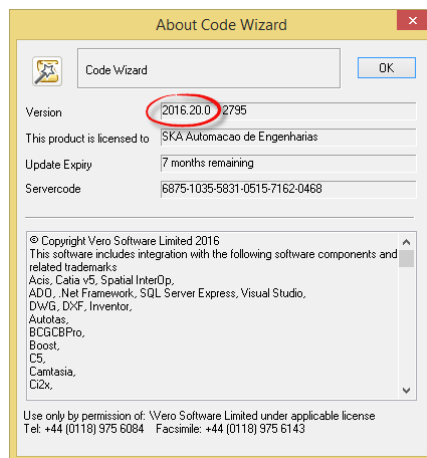 About Code Wizard
Code Wizard
OK
Version 2016.20.0 2795
This product is licensed to SKA Automacao de Engenharias
Update Expiry 7 months remaining
Servercode 6875-1035-5831-0515-7162-0468
© Copyright Vero Software Limited 2016
This software includes integration with the following software components and
related trademarks
Acis, Catia v5, Spatial InterOp,
ADO, .Net Framework, SQL Server Express, Visual Studio,
DWG, DXF, Inventor,
Autotas,
BCGCBPro,
Boost,
C5,
Camtasia,
Ci2x,
Use only by permission of: Vero Software Limited under applicable license
Tel: +44 (0118) 975 6084 Facsimile: +44 (0118) 975 6143